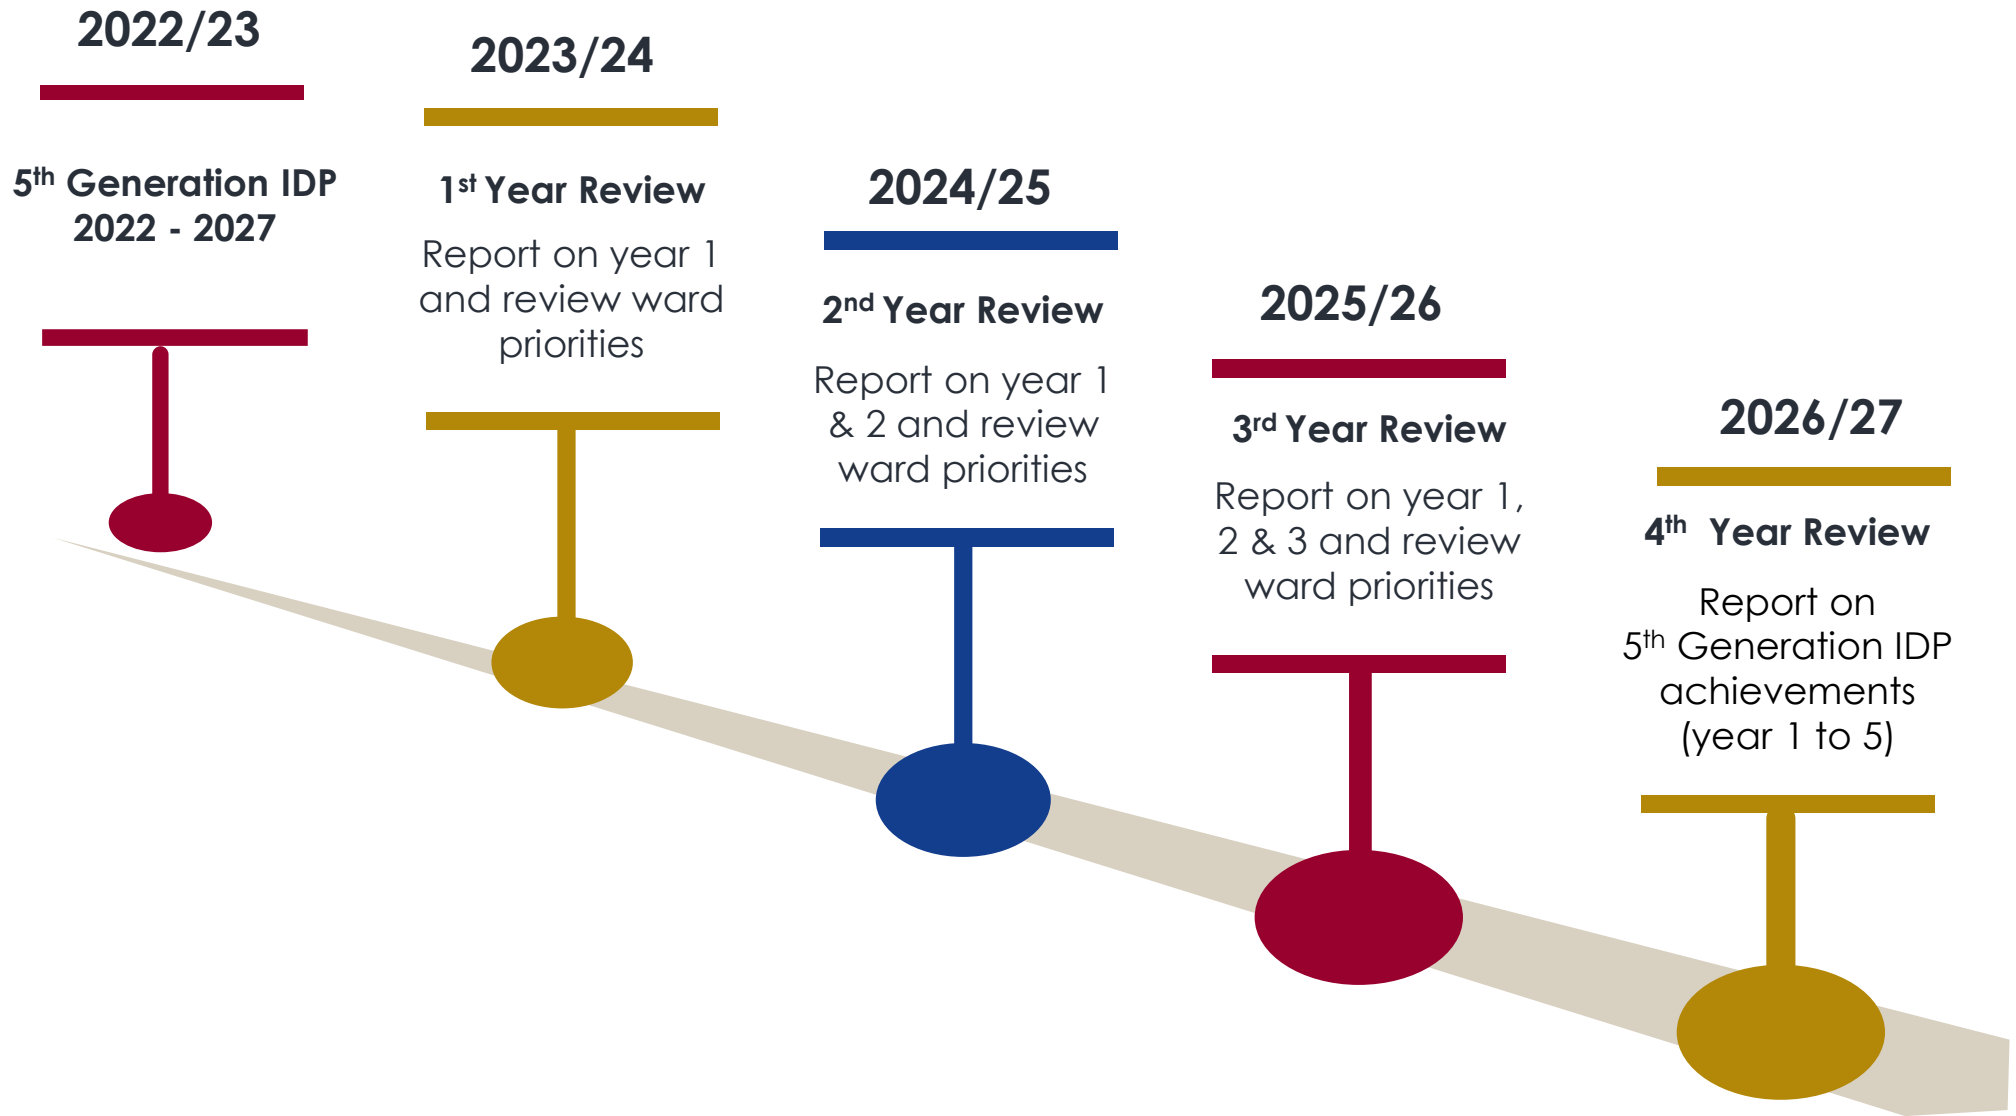 2022/23
5th Generation IDP
2022 - 2027
2023/24
1st Year Review
Report on year 1
and review ward
priorities
2024/25
2nd Year Review
Report on year 1
& 2 and review
ward priorities
2025/26
3rd Year Review
Report on year 1,
2 & 3 and review
ward priorities
2026/27
4th Year Review
Report on
5th Generation IDP
achievements
(year 1 to 5)